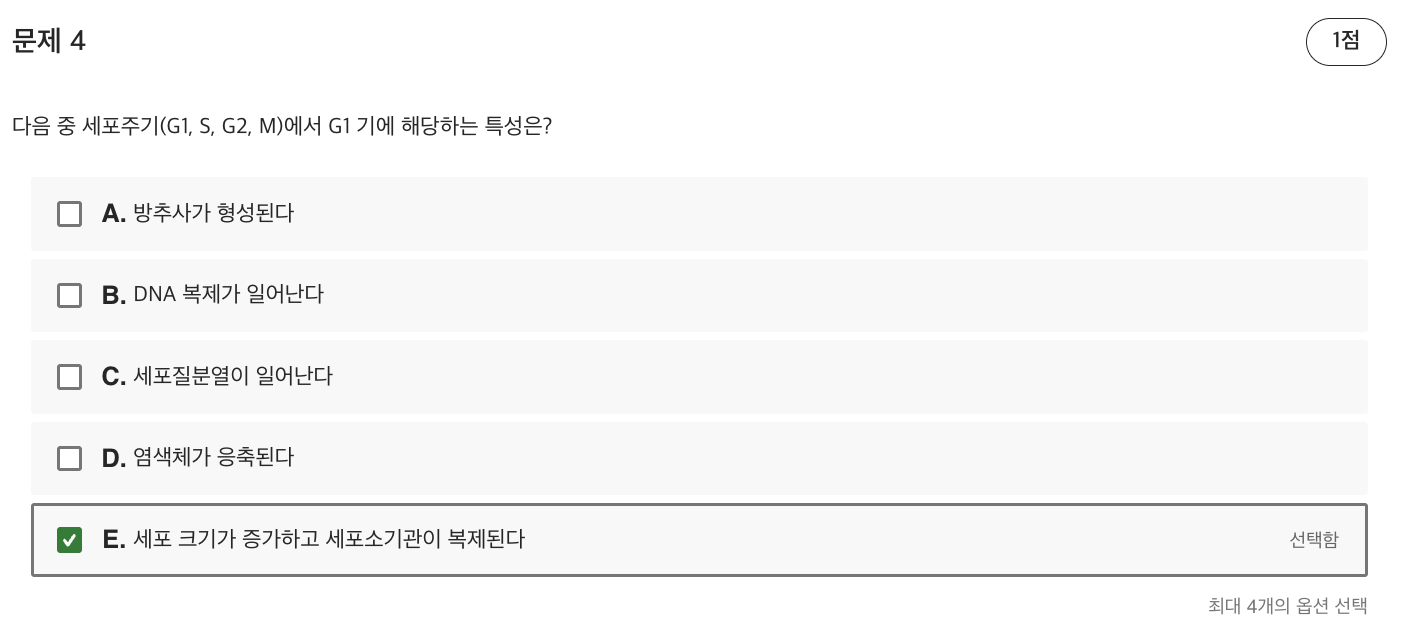 문제 4
1점
다음 중 세포주기(G1, S, G2, M)에서 G1 기에 해당하는 특성은?
A. 방추사가 형성된다
B. DNA 복제가 일어난다
C. 세포질분열이 일어난다
D. 염색체가 응축된다
E. 세포 크기가 증가하고 세포소기관이 복제된다
선택함
최대 4개의 옵션 선택